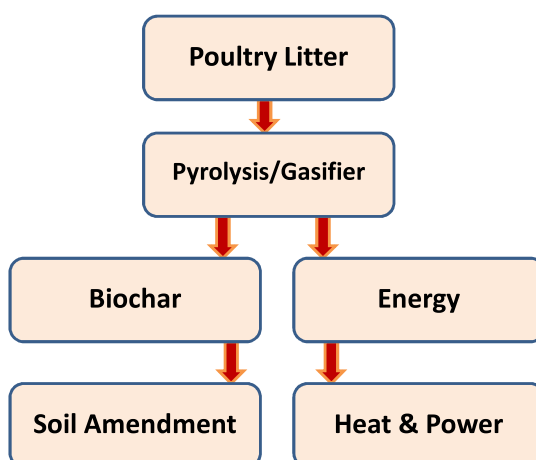 Poultry Litter
Pyrolysis/Gasifier
Biochar
Energy
Soil Amendment
Heat & Power